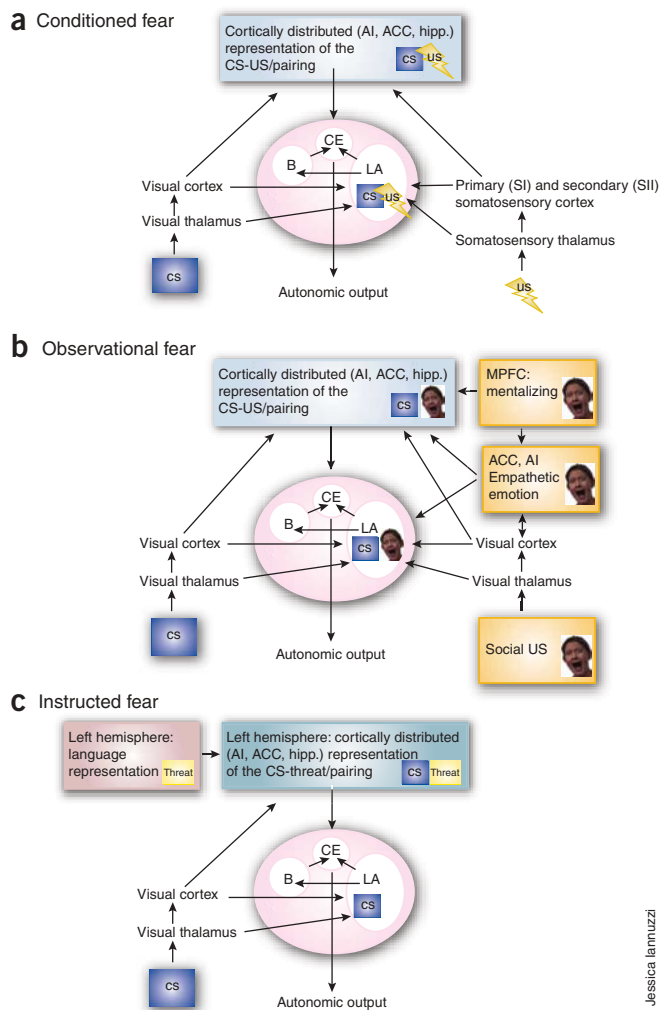 a Conditioned fear
Cortically distributed (AI, ACC, hipp.)
representation of the
CS-US/pairing
CS US
CE
B
LA
CS US
Visual cortex
Visual thalamus
CS
Primary (SI) and secondary (SII)
somatosensory cortex
Somatosensory thalamus
US
Autonomic output
b Observational fear
Cortically distributed (AI, ACC, hipp.)
representation of the
CS-US/pairing
CS
MPFC:
mentalizing
ACC, AI
Empathetic
emotion
CE
B
LA
CS
Visual cortex
Visual thalamus
CS
Visual cortex
Visual thalamus
Social US
Autonomic output
c Instructed fear
Left hemisphere:
language
representation Threat
Left hemisphere: cortically distributed
(AI, ACC, hipp.) representation
of the CS-threat/pairing
CS Threat
CE
B
LA
CS
Visual cortex
Visual thalamus
CS
Autonomic output
Jessica Iannuzzi